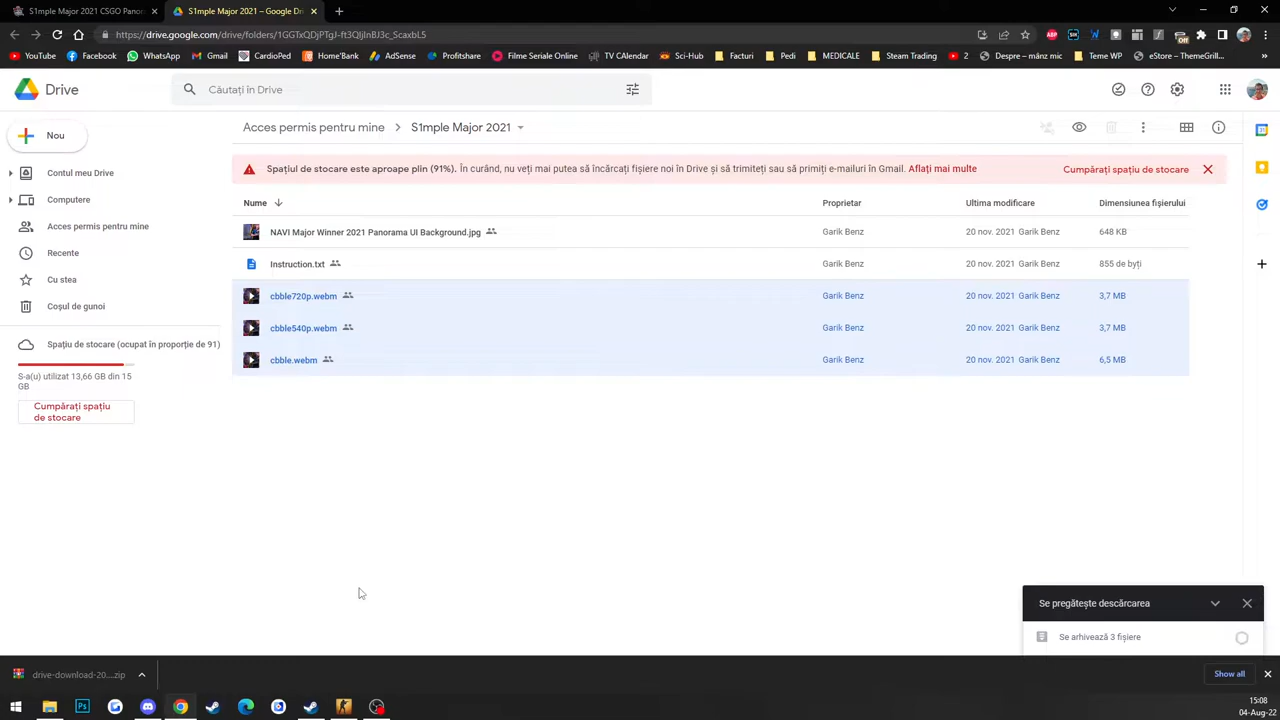 S1mple Major 2021 CSGO Panor
S1mple Major 2021 – Google Dri
https://drive.google.com/drive/folders/1GGTxQDjPTgJ-ft3QIjInBJ3c_ScaxbL5
YouTube
Facebook
WhatsApp
Gmail
CardioPed
Home'Bank
AdSense
Profitshare
Filme Seriale Online
TV CAlendar
Sci-Hub
Facturi
Pedi
MEDICALE
Steam Trading
2
Despre – mânz mic
Teme WP
eStore – ThemeGrill...
Drive
Căutați în Drive
Nou
Acces permis pentru mine
S1mple Major 2021
Spațiul de stocare este aproape plin (91%). În curând, nu veți mai putea să încărcați fișiere noi în Drive și să trimiteți sau să primiți e-mailuri în Gmail. Aflați mai multe
Cumpărați spațiu de stocare
Contul meu Drive
Computere
Acces permis pentru mine
Recente
Cu stea
Coșul de gunoi
Spațiu de stocare (ocupat în proporție de 91)
S-a(u) utilizat 13,66 GB din 15
GB
Cumpărați spațiu
de stocare
Nume
Proprietar
Ultima modificare
Dimensiunea fișierului
NAVI Major Winner 2021 Panorama UI Background.jpg
Garik Benz
20 nov. 2021 Garik Benz
648 KB
Instruction.txt
Garik Benz
20 nov. 2021 Garik Benz
855 de byți
cbble720p.webm
Garik Benz
20 nov. 2021 Garik Benz
3,7 MB
cbble540p.webm
Garik Benz
20 nov. 2021 Garik Benz
3,7 MB
cbble.webm
Garik Benz
20 nov. 2021 Garik Benz
6,5 MB
Se pregătește descărcarea
Se arhivează 3 fișiere
drive-download-20....zip
Show all
15:08
04-Aug-22